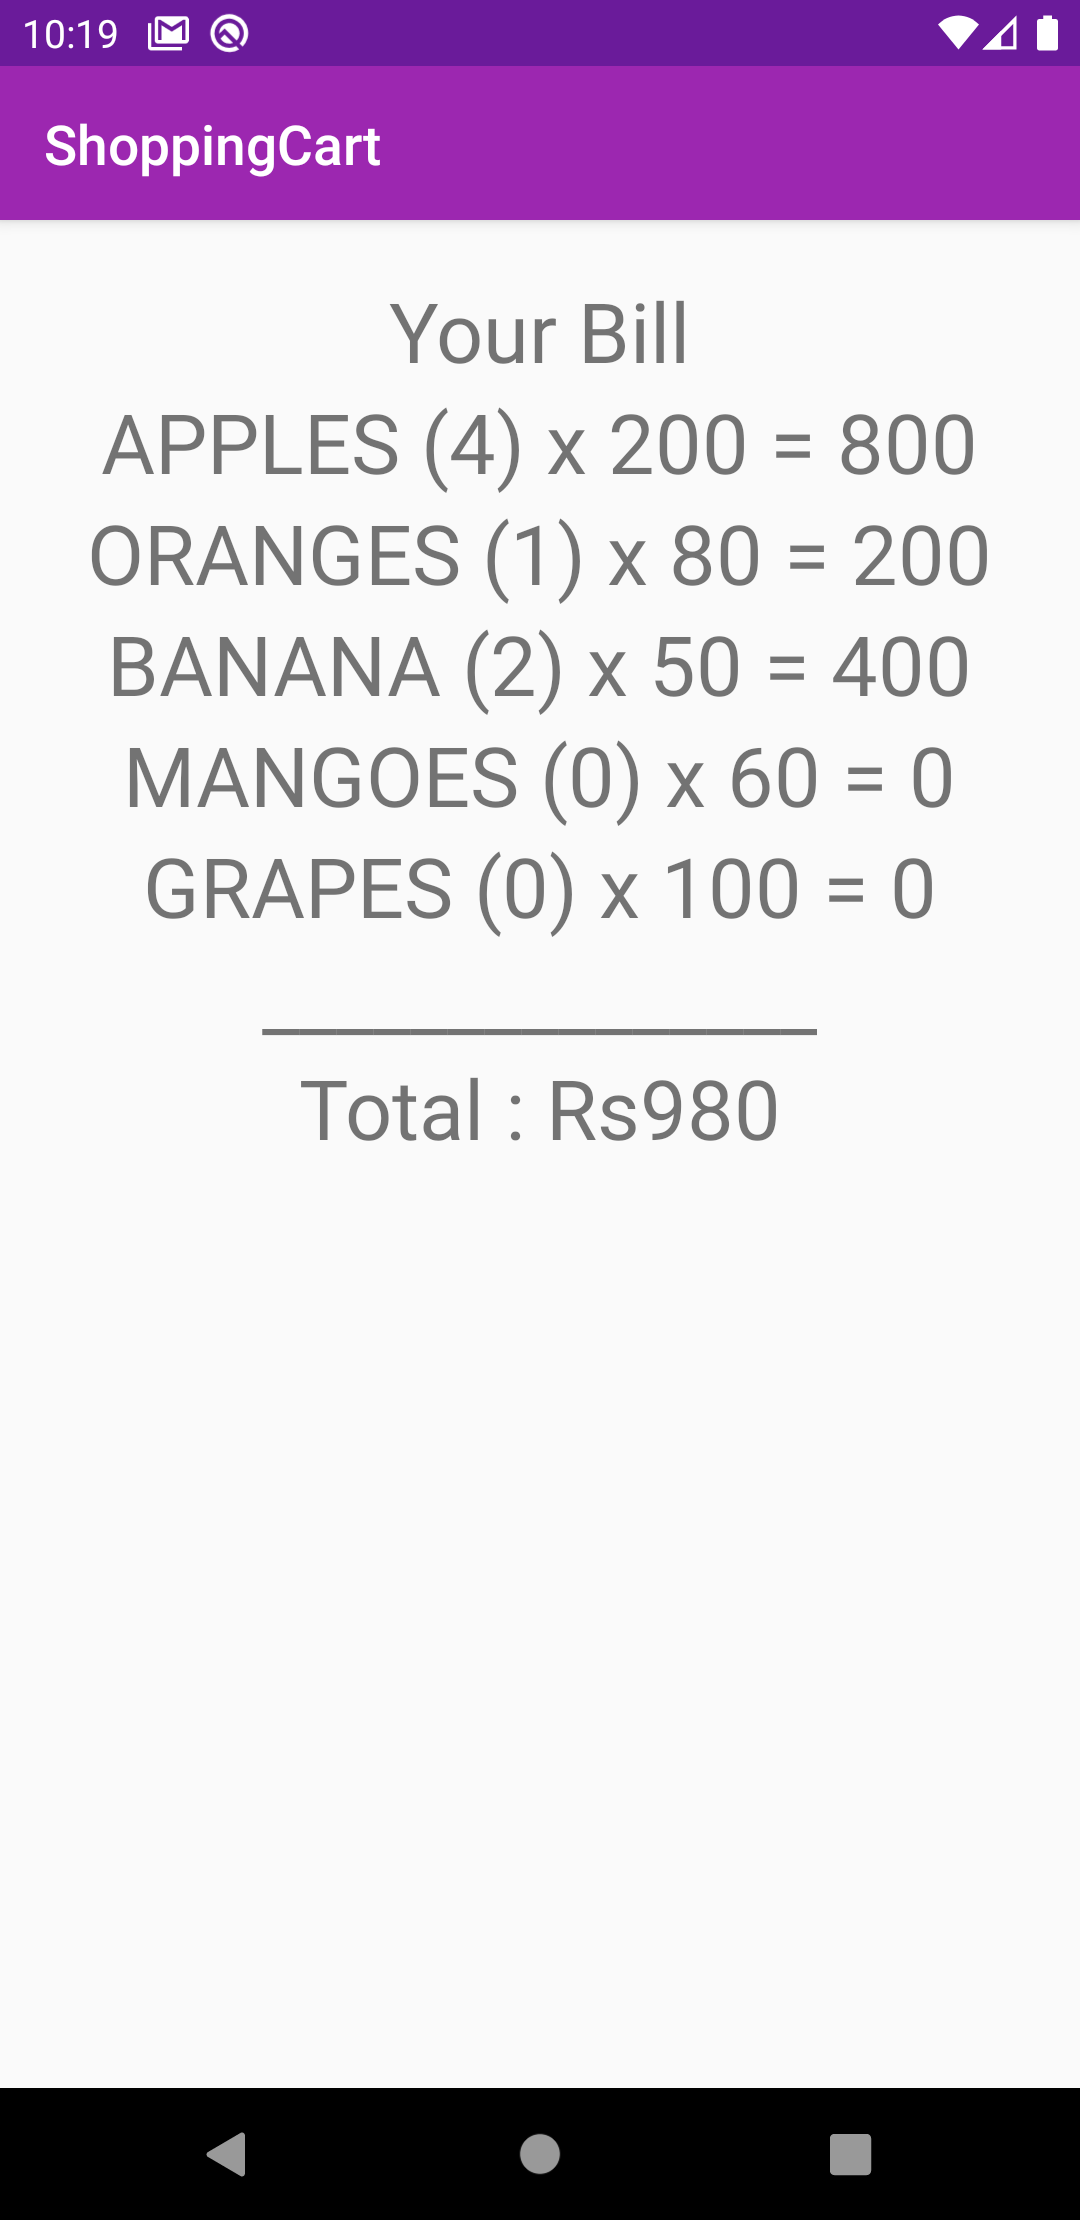 10:19
ShoppingCart
Your Bill
APPLES (4) x 200 = 800
ORANGES (1) x 80 = 200
BANANA (2) x 50 = 400
MANGOES (0) x 60 = 0
GRAPES (0) x 100 = 0
_______________
Total : Rs980